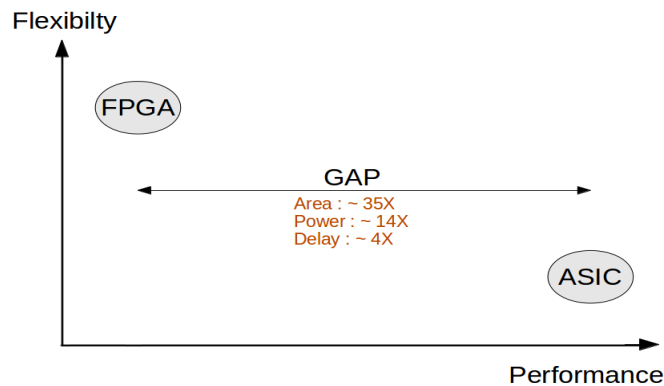 Flexibilty
FPGA
GAP
Area : ~ 35X
Power : ~ 14X
Delay : ~ 4X
ASIC
Performance